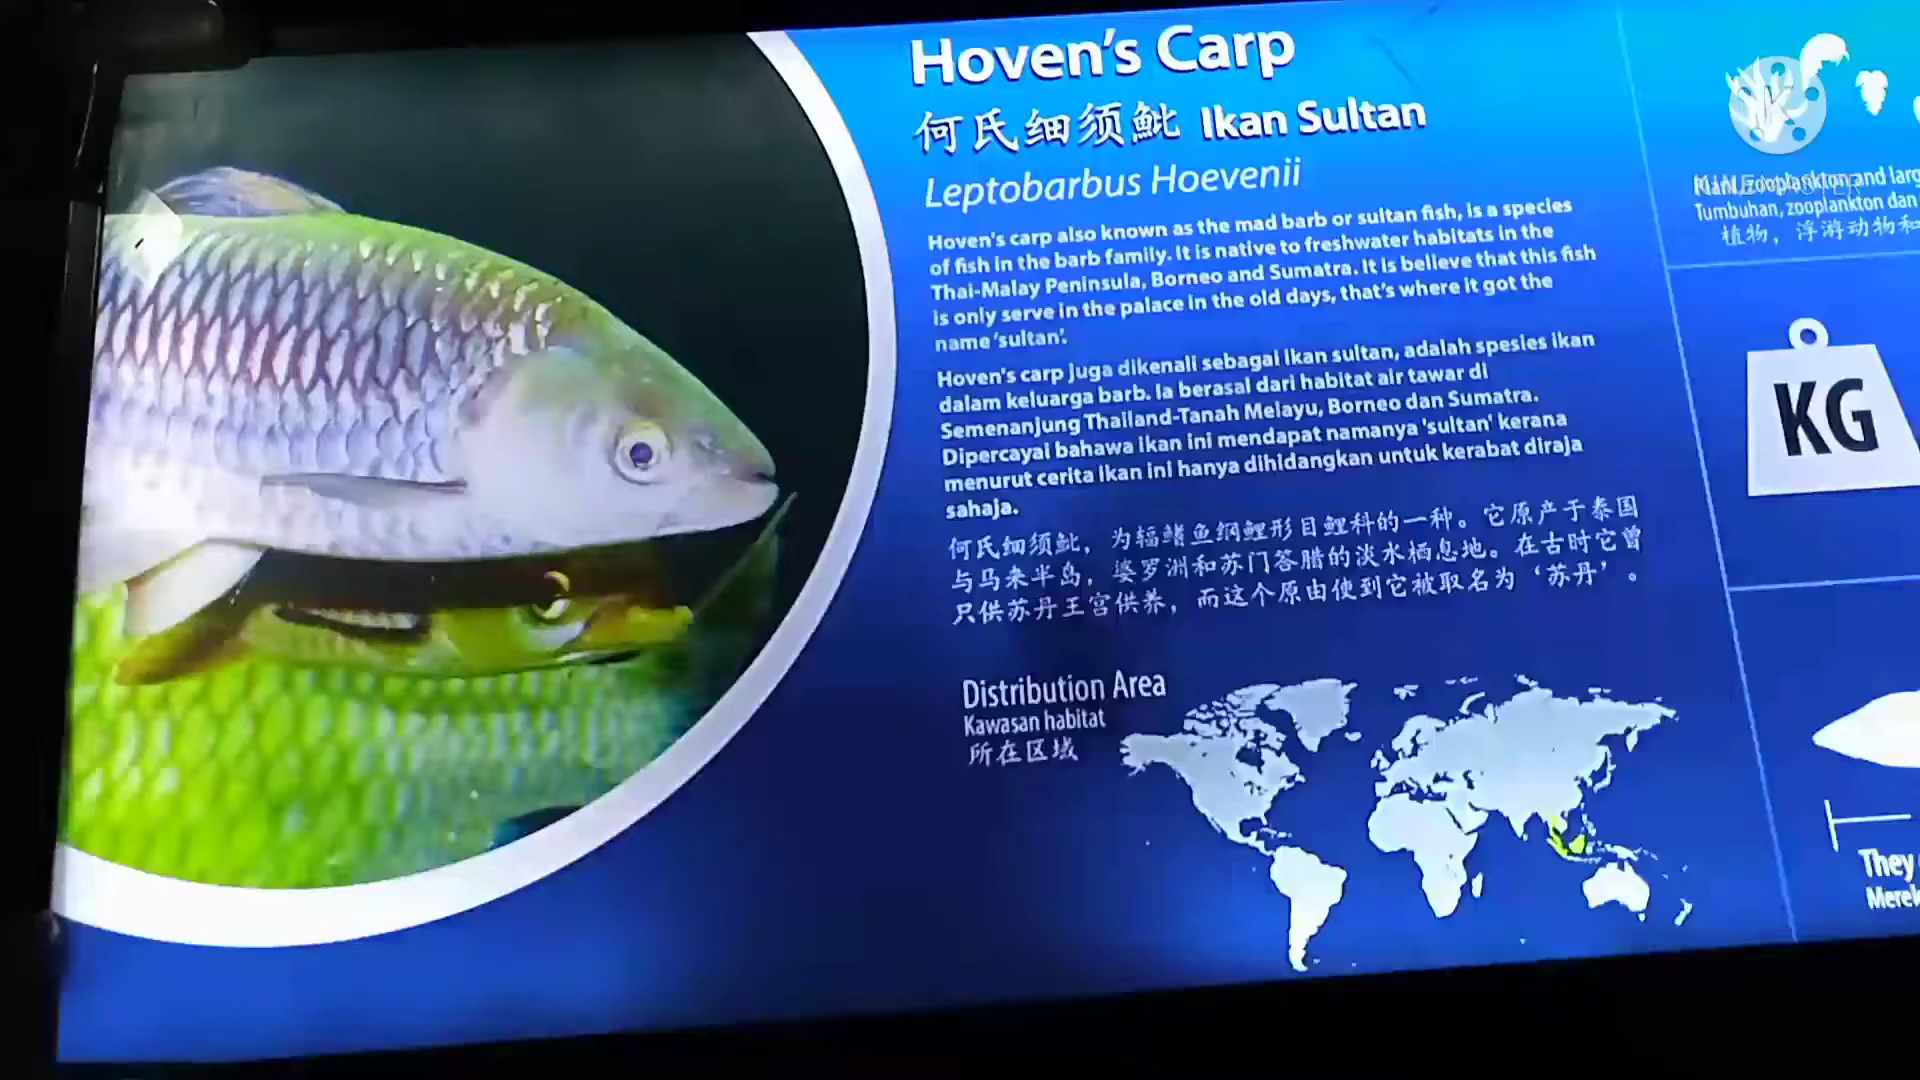 Hoven's Carp
何氏细须鲃 Ikan Sultan
Leptobarbus Hoevenii
Hoven's carp also known as the mad barb or sultan fish, is a species
of fish in the barb family. It is native to freshwater habitats in the
Thai-Malay Peninsula, Borneo and Sumatra. It is believe that this fish
is only serve in the palace in the old days, that's where it got the
name 'sultan'.
Hoven's carp juga dikenali sebagai ikan sultan, adalah spesies ikan
dalam keluarga barb. Ia berasal dari habitat air tawar di
Semenanjung Thailand-Tanah Melayu, Borneo dan Sumatra.
Dipercayai bahawa ikan ini mendapat namanya 'sultan' kerana
menurut cerita ikan ini hanya dihidangkan untuk kerabat diraja
sahaja.
何氏细须鲃，为辐鳍鱼纲鲤形目鲤科的一种。它原产于泰国
与马来半岛，婆罗洲和苏门答腊的淡水栖息地。在古时它曾
只供苏丹王宫供养，而这个原由使到它被取名为‘苏丹’。
Distribution Area
Kawasan habitat
所在区域
zooplankton and larg
Tumbuhan, zooplankton dan
植物，浮游动物和
KG
They
Merek